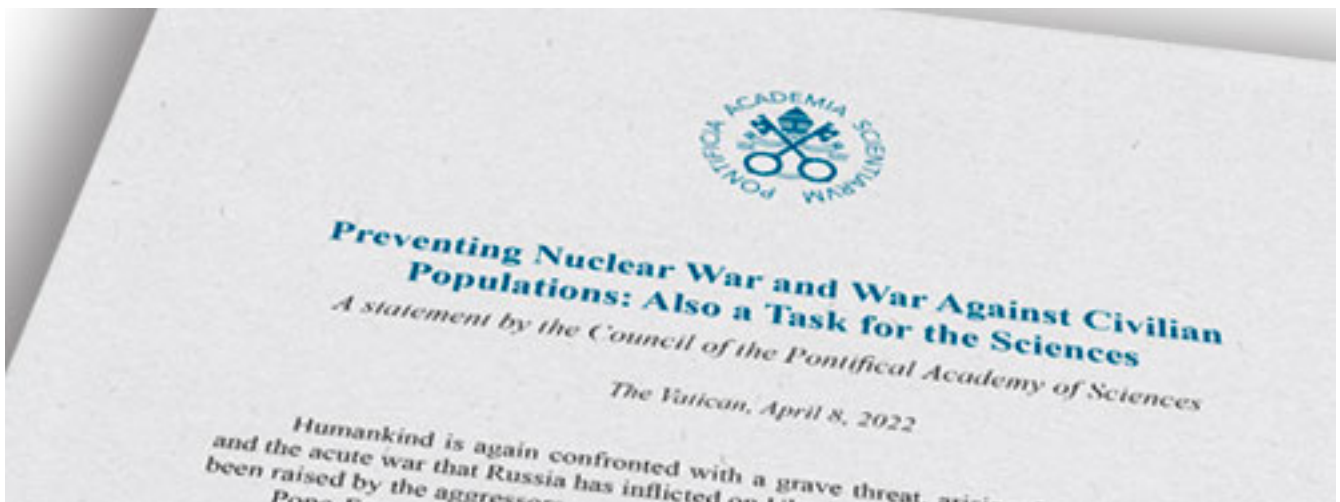 PONTIFICIA ACADEMIA SCIENTIARVM
Preventing Nuclear War and War Against Civilian
Populations: Also a Task for the Sciences
A statement by the Council of the Pontifical Academy of Sciences
The Vatican, April 8, 2022
Humankind is again confronted with a grave threat,
and the acute war that Russia has inflicted on
been raised by the aggressor